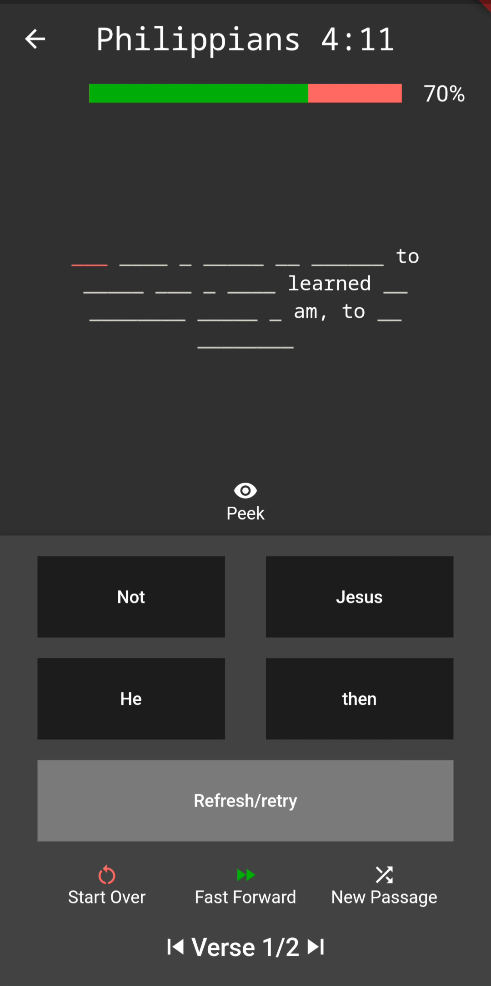 Philippians 4:11
70%
___ ____ _ _____ __ ______ to
_____ ___ _ ____ learned __
________ _____ _ am, to __
________
Peek
Not
Jesus
He
then
Refresh/retry
Start Over
Fast Forward
New Passage
Verse 1/2